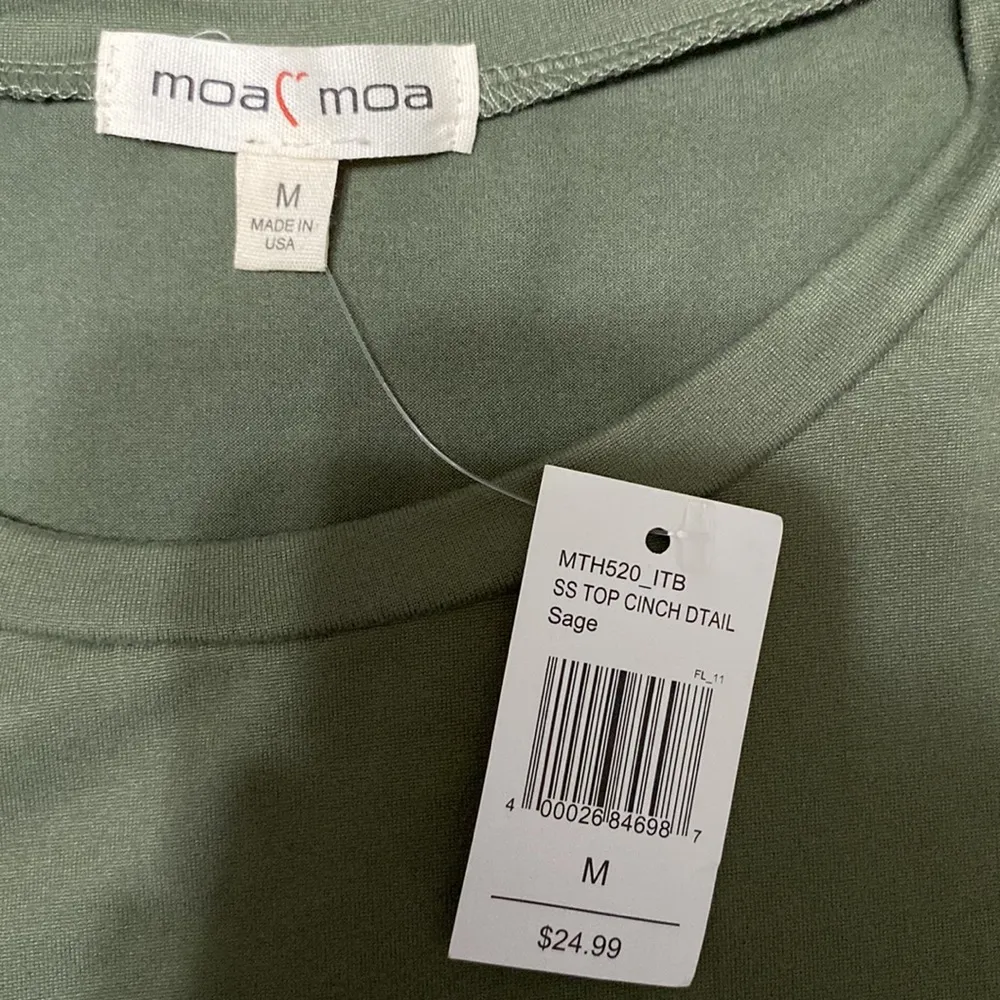 moa moa
M
MADE IN
USA
MTH520_ITB
SS TOP CINCH DTAIL
Sage
FL_11
4 00026 84698 7
M
$24.99